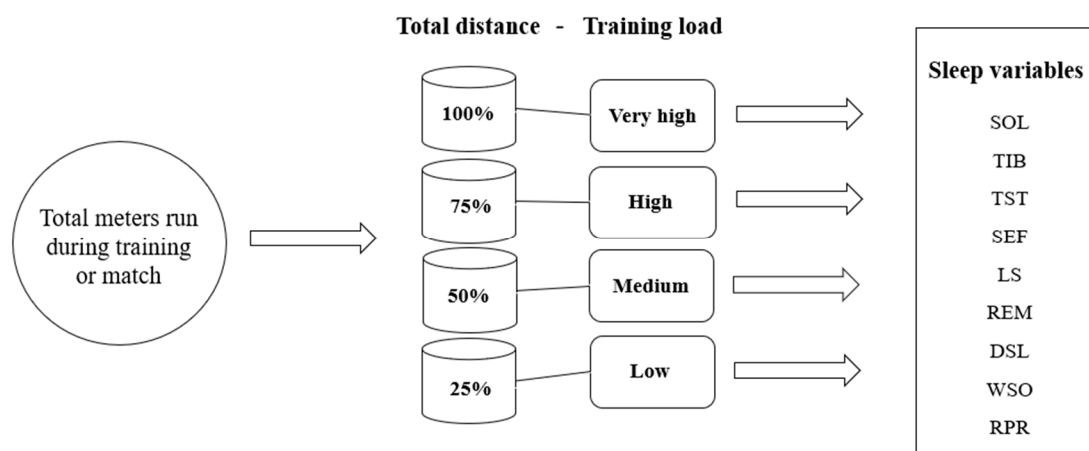 Total distance - Training load
Total meters run
during training
or match
100%
Very high
75%
High
50%
Medium
25%
Low
Sleep variables
SOL
TIB
TST
SEF
LS
REM
DSL
WSO
RPR